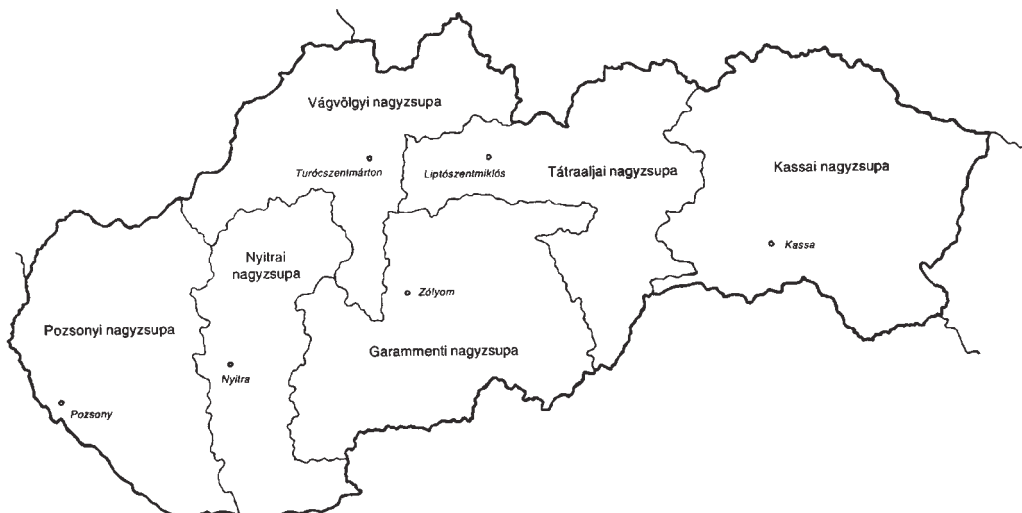 Vágvölgyi nagyzsupa
Turócszentmárton
Liptószentmiklós
Tátraaljai nagyzsupa
Kassai nagyzsupa
Kassa
Nyitrai
nagyzsupa
Zólyom
Pozsonyi nagyzsupa
Garammenti nagyzsupa
Nyitra
Pozsony